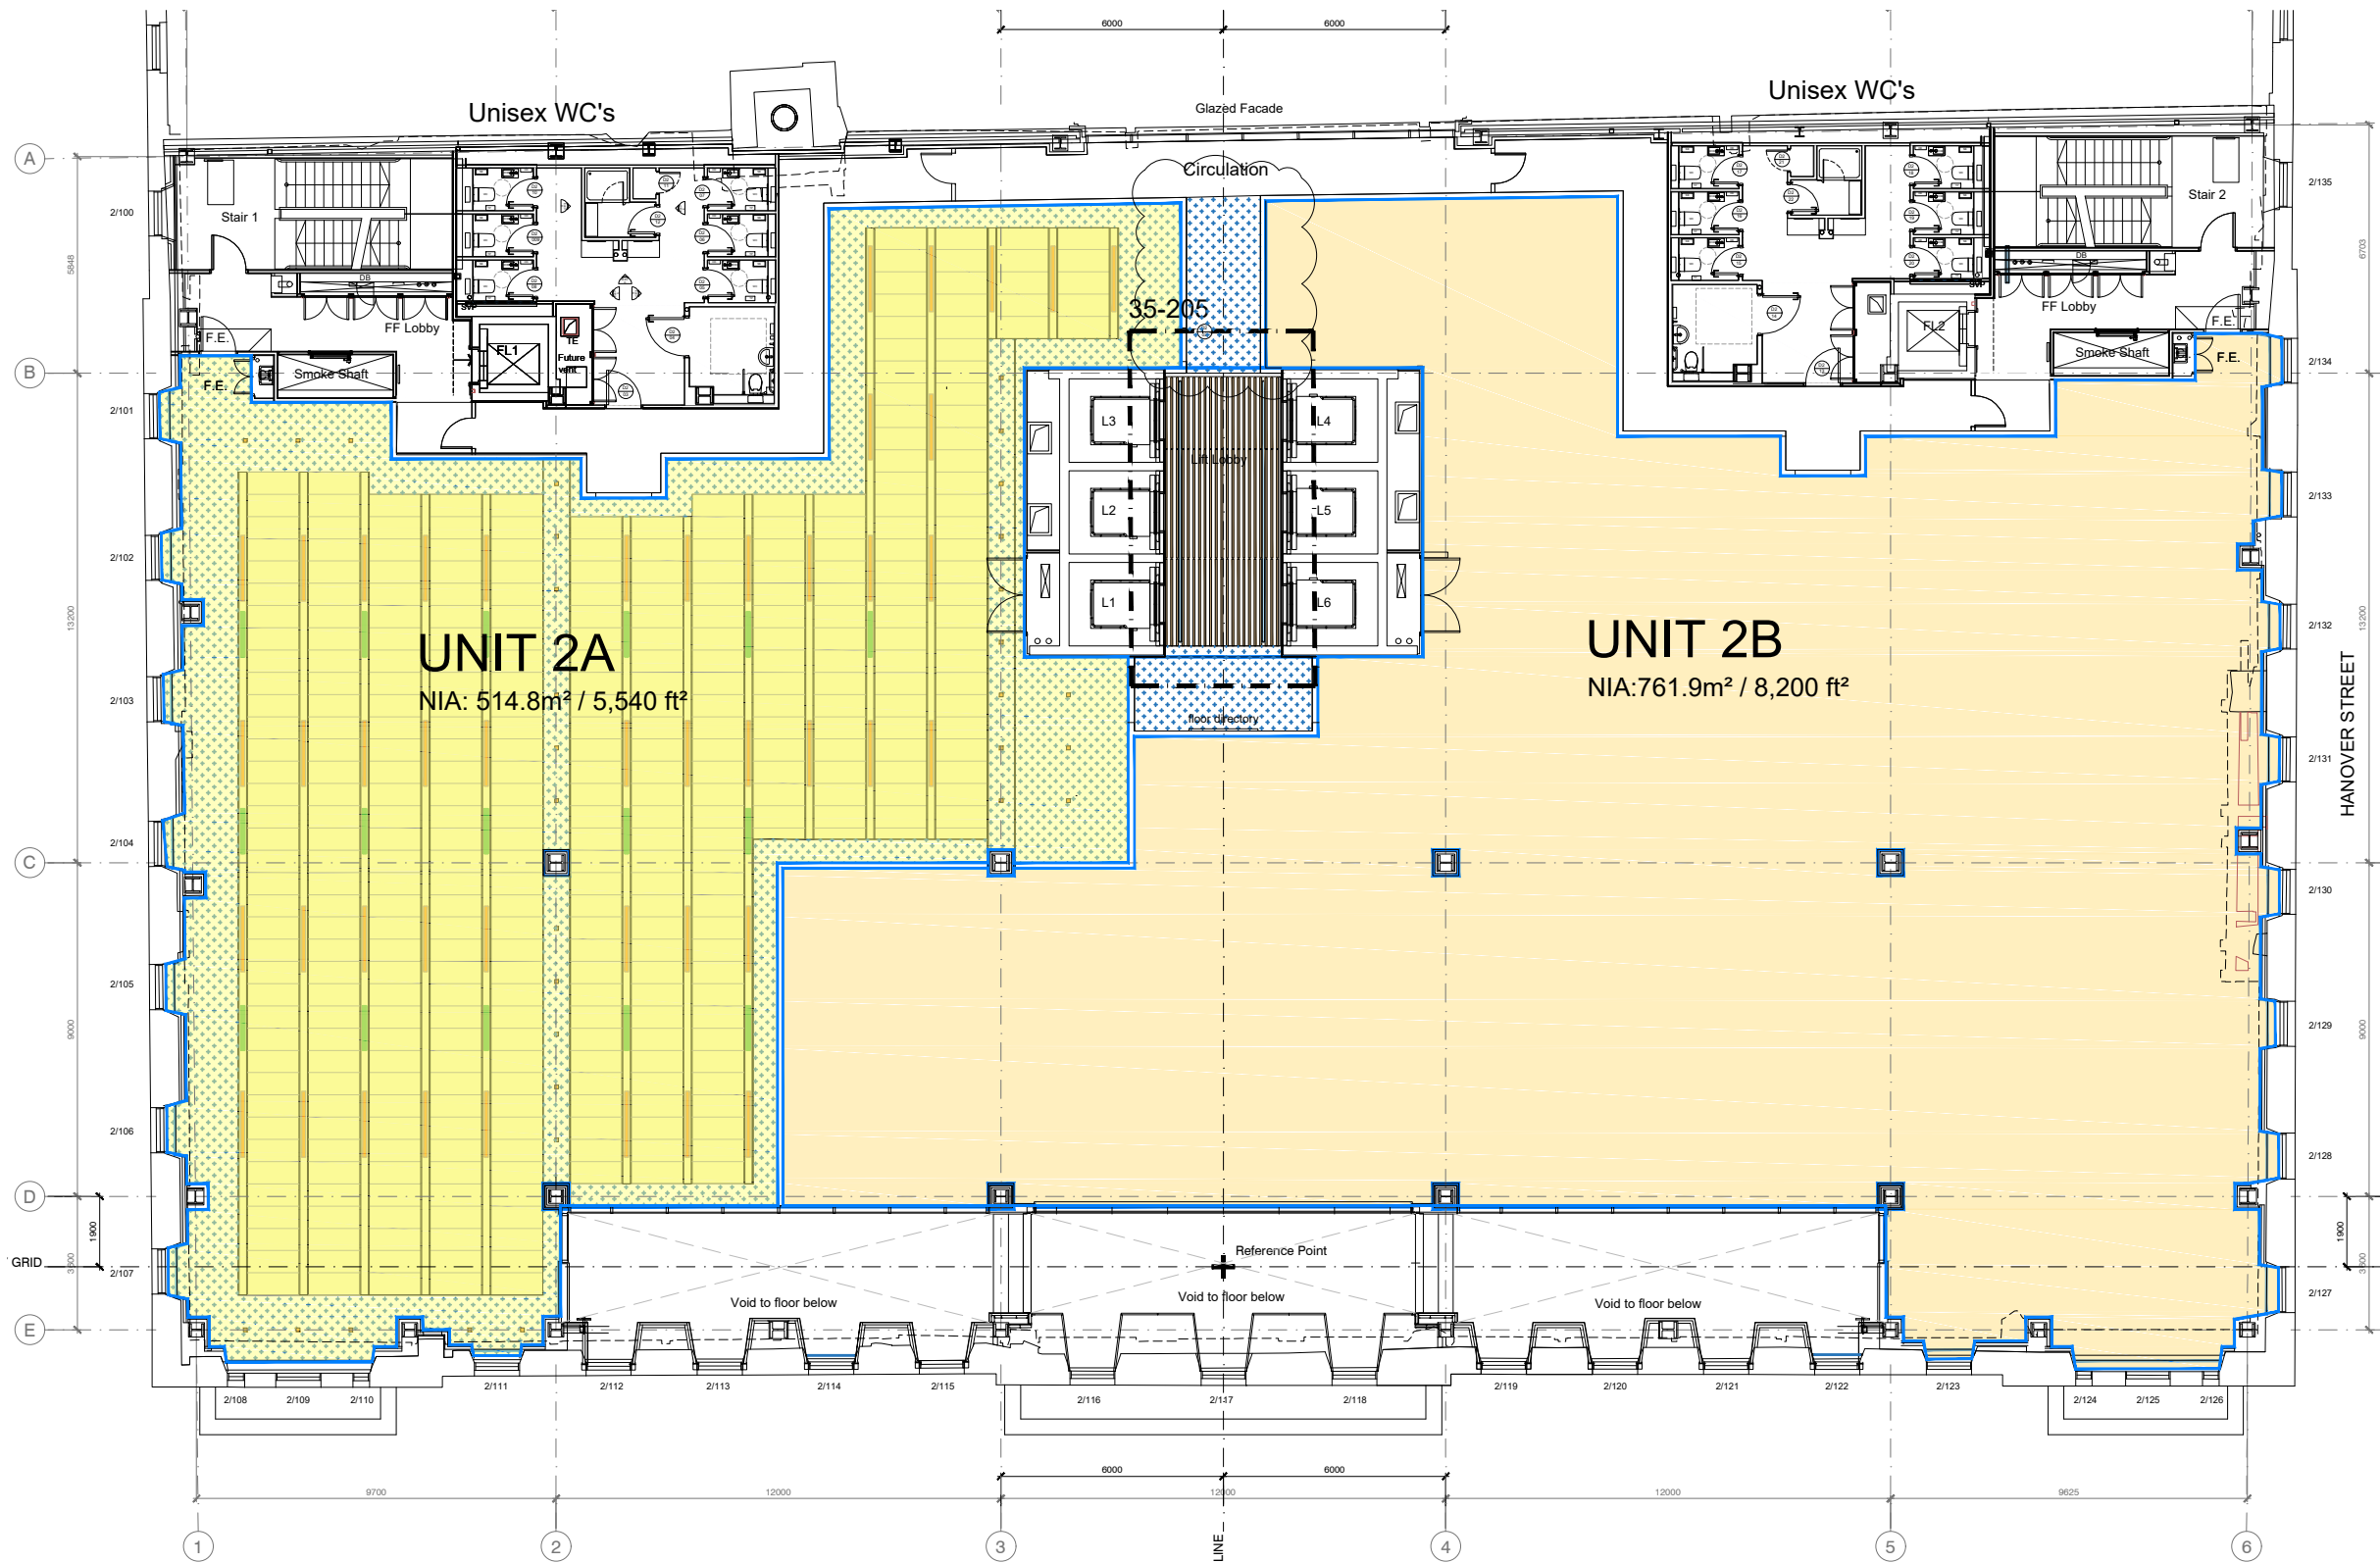 6000
6000
Unisex WC's
Unisex WC's
Glazed Facade
A
Circulation
2/100
Stair 1
Stair 2
2/135
5848
6703
DB
DB
35-205
SVP
SVP
FF Lobby
FF Lobby
F.E.
F.E.
FL1
TE
Future
vent
FL2
Smoke Shaft
Smoke Shaft
F.E.
F.E.
2/134
B
2/101
L3
L4
Lift Lobby
2/133
L2
L5
2/102
L1
L6
13200
13200
2/132
UNIT 2A
NIA: 514.8m² / 5,540 ft²
UNIT 2B
NIA:761.9m² / 8,200 ft²
2/103
floor directory
HANOVER STREET
2/131
2/104
C
2/130
2/105
9000
9000
2/129
2/106
2/128
D
1900
1900
GRID
Reference Point
2/107
2/127
Void to floor below
Void to floor below
Void to floor below
E
2/108
2/109
2/110
2/111
2/112
2/113
2/114
2/115
2/116
2/117
2/118
2/119
2/120
2/121
2/122
2/123
2/124
2/125
2/126
6000
6000
9700
12000
12000
12000
9625
LINE
1
2
3
4
5
6